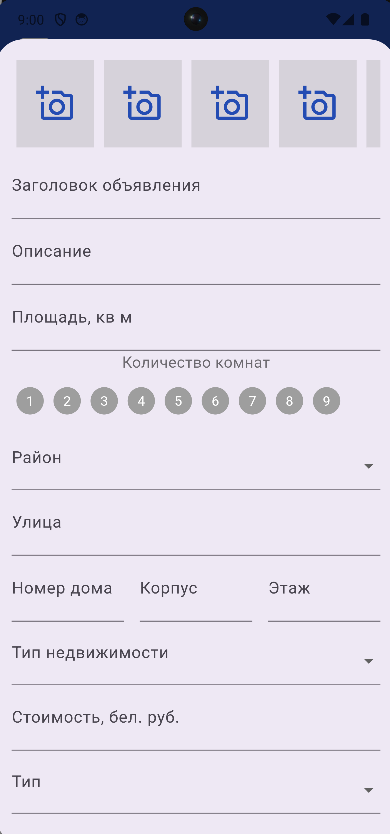 9:00
Заголовок объявления
Описание
Площадь, кв м
Количество комнат
1 2 3 4 5 6 7 8 9
Район
Улица
Номер дома Корпус Этаж
Тип недвижимости
Стоимость, бел. руб.
Тип